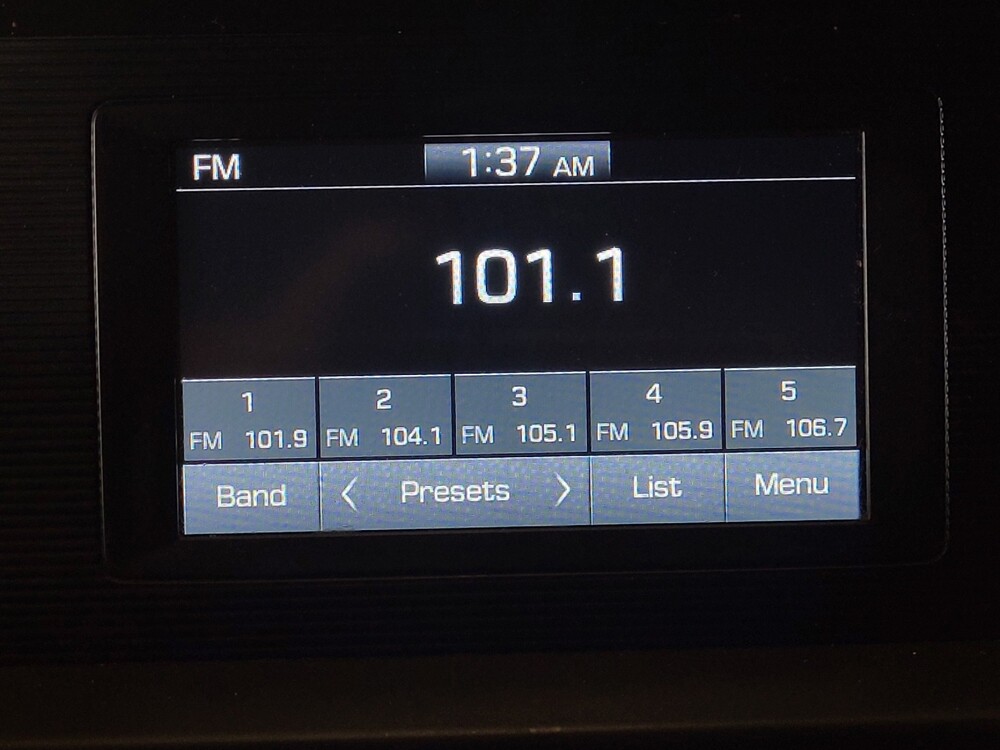 FM 1:37 AM
101.1
1 2 3 4 5
FM 101.9 FM 104.1 FM 105.1 FM 105.9 FM 106.7
Band < Presets > List Menu